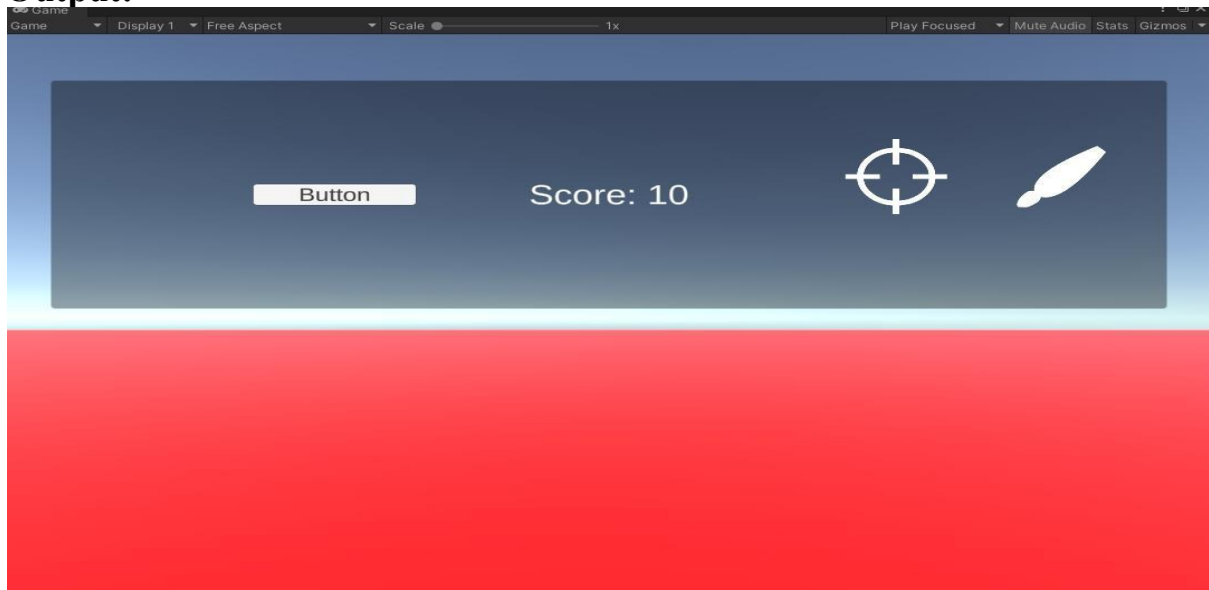 Output:
Game
Game Display 1 Free Aspect Scale 1x Play Focused Mute Audio Stats Gizmos
Button Score: 10